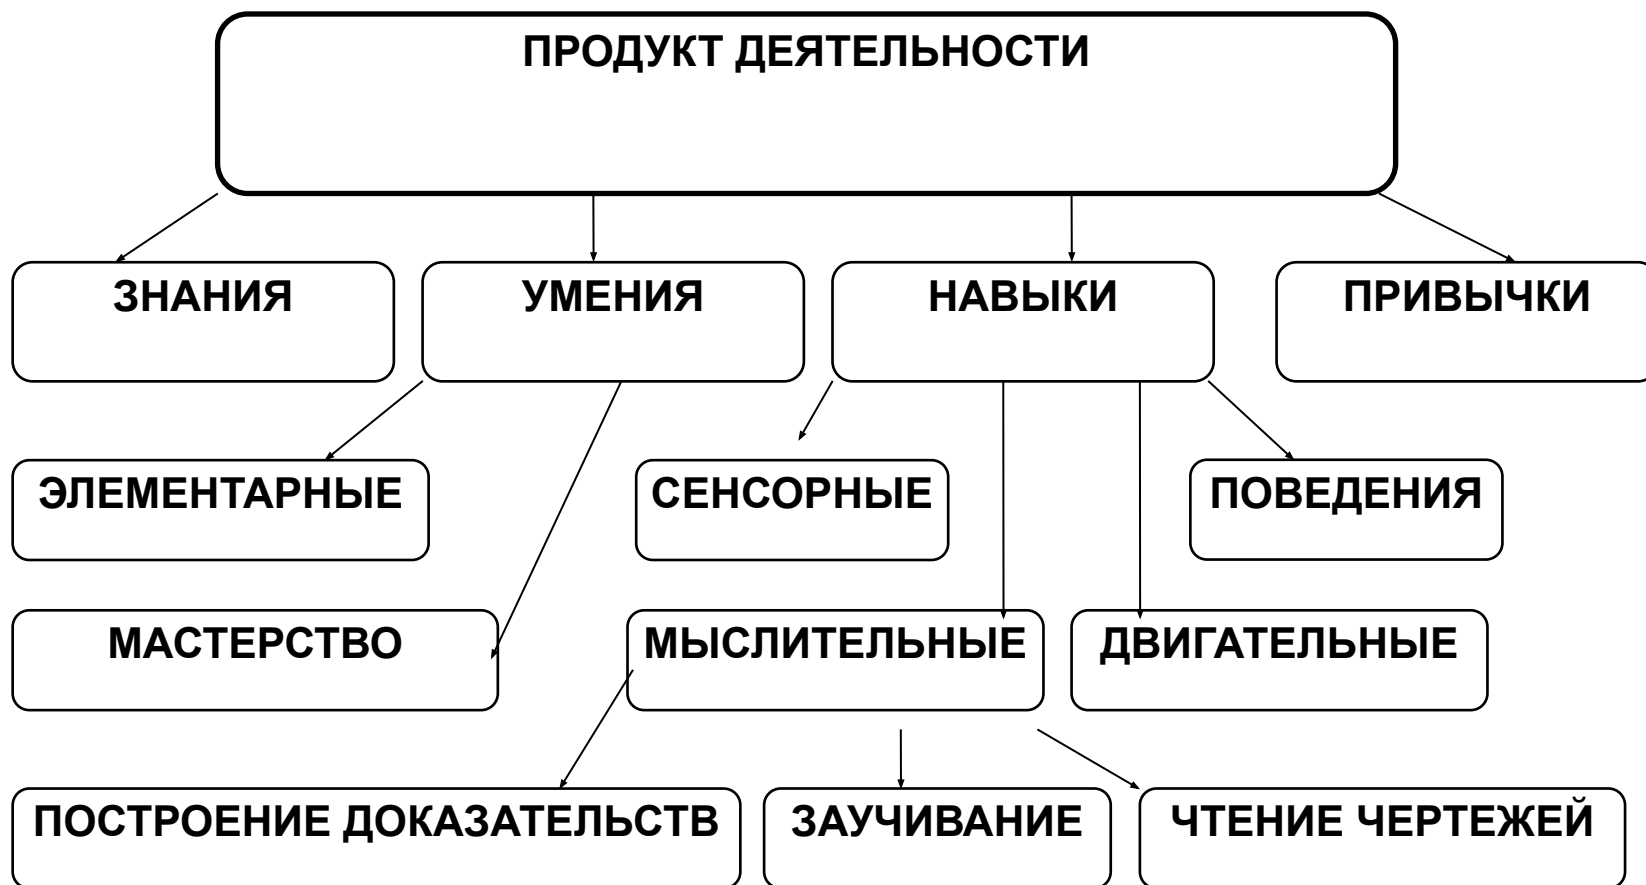 ПРОДУКТ ДЕЯТЕЛЬНОСТИ
ЗНАНИЯ
УМЕНИЯ
НАВЫКИ
ПРИВЫЧКИ
ЭЛЕМЕНТАРНЫЕ
СЕНСОРНЫЕ
ПОВЕДЕНИЯ
МАСТЕРСТВО
МЫСЛИТЕЛЬНЫЕ
ДВИГАТЕЛЬНЫЕ
ПОСТРОЕНИЕ ДОКАЗАТЕЛЬСТВ
ЗАУЧИВАНИЕ
ЧТЕНИЕ ЧЕРТЕЖЕЙ